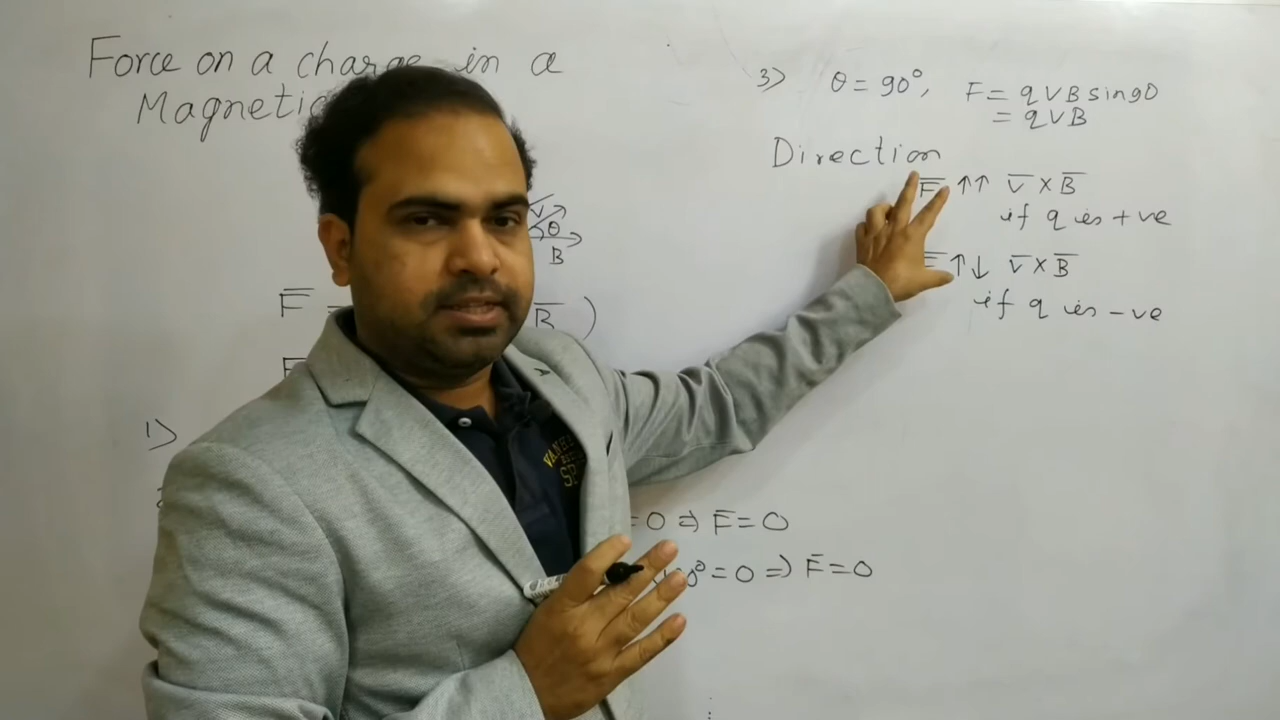 Force on a charge in a
Magnetic
V
θ
B
F̅ =
B̅ )
F
1)
= 0 ⇒ F̅ = 0
0° = 0 ⇒ F̅ = 0
3) θ = 90°, F = qVB sin90
= qVB
Direction
F̅ ↑↑ V̅ × B̅
if q is +ve
F̅ ↑↓ V̅ × B̅
if q is -ve